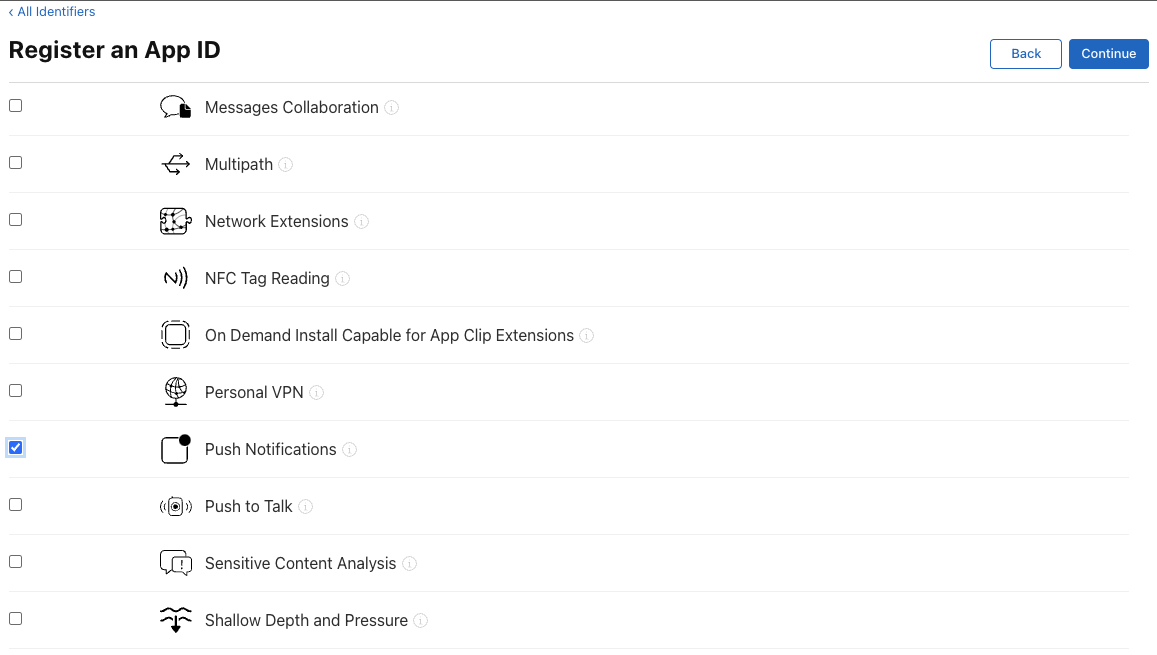 ‹ All Identifiers
Register an App ID
Back
Continue
Messages Collaboration
Multipath
Network Extensions
NFC Tag Reading
On Demand Install Capable for App Clip Extensions
Personal VPN
Push Notifications
Push to Talk
Sensitive Content Analysis
Shallow Depth and Pressure